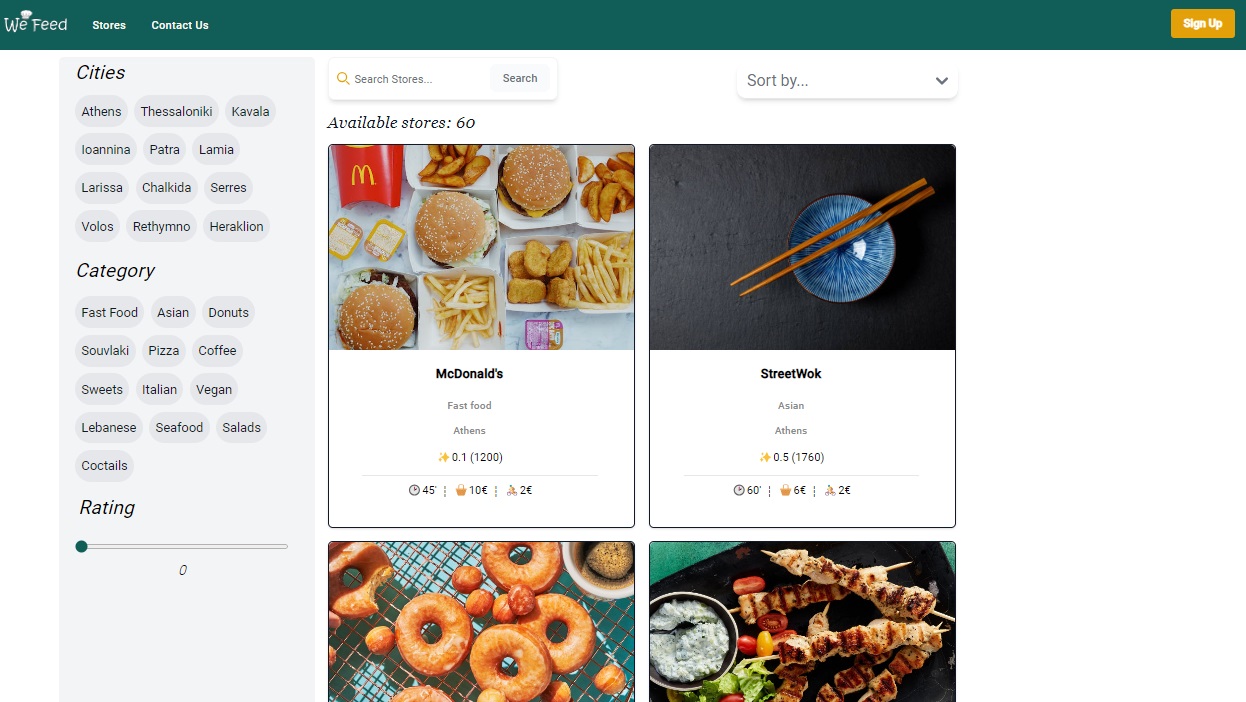 We Feed
Stores
Contact Us
Sign Up
Cities
Athens
Thessaloniki
Kavala
Ioannina
Patra
Lamia
Larissa
Chalkida
Serres
Volos
Rethymno
Heraklion
Category
Fast Food
Asian
Donuts
Souvlaki
Pizza
Coffee
Sweets
Italian
Vegan
Lebanese
Seafood
Salads
Coctails
Rating
0
Search Stores...
Search
Sort by...
Available stores: 60
McDonald's
Fast food
Athens
✨ 0.1 (1200)
45' ¦ 10€ ¦ 2€
StreetWok
Asian
Athens
✨ 0.5 (1760)
60' ¦ 6€ ¦ 2€